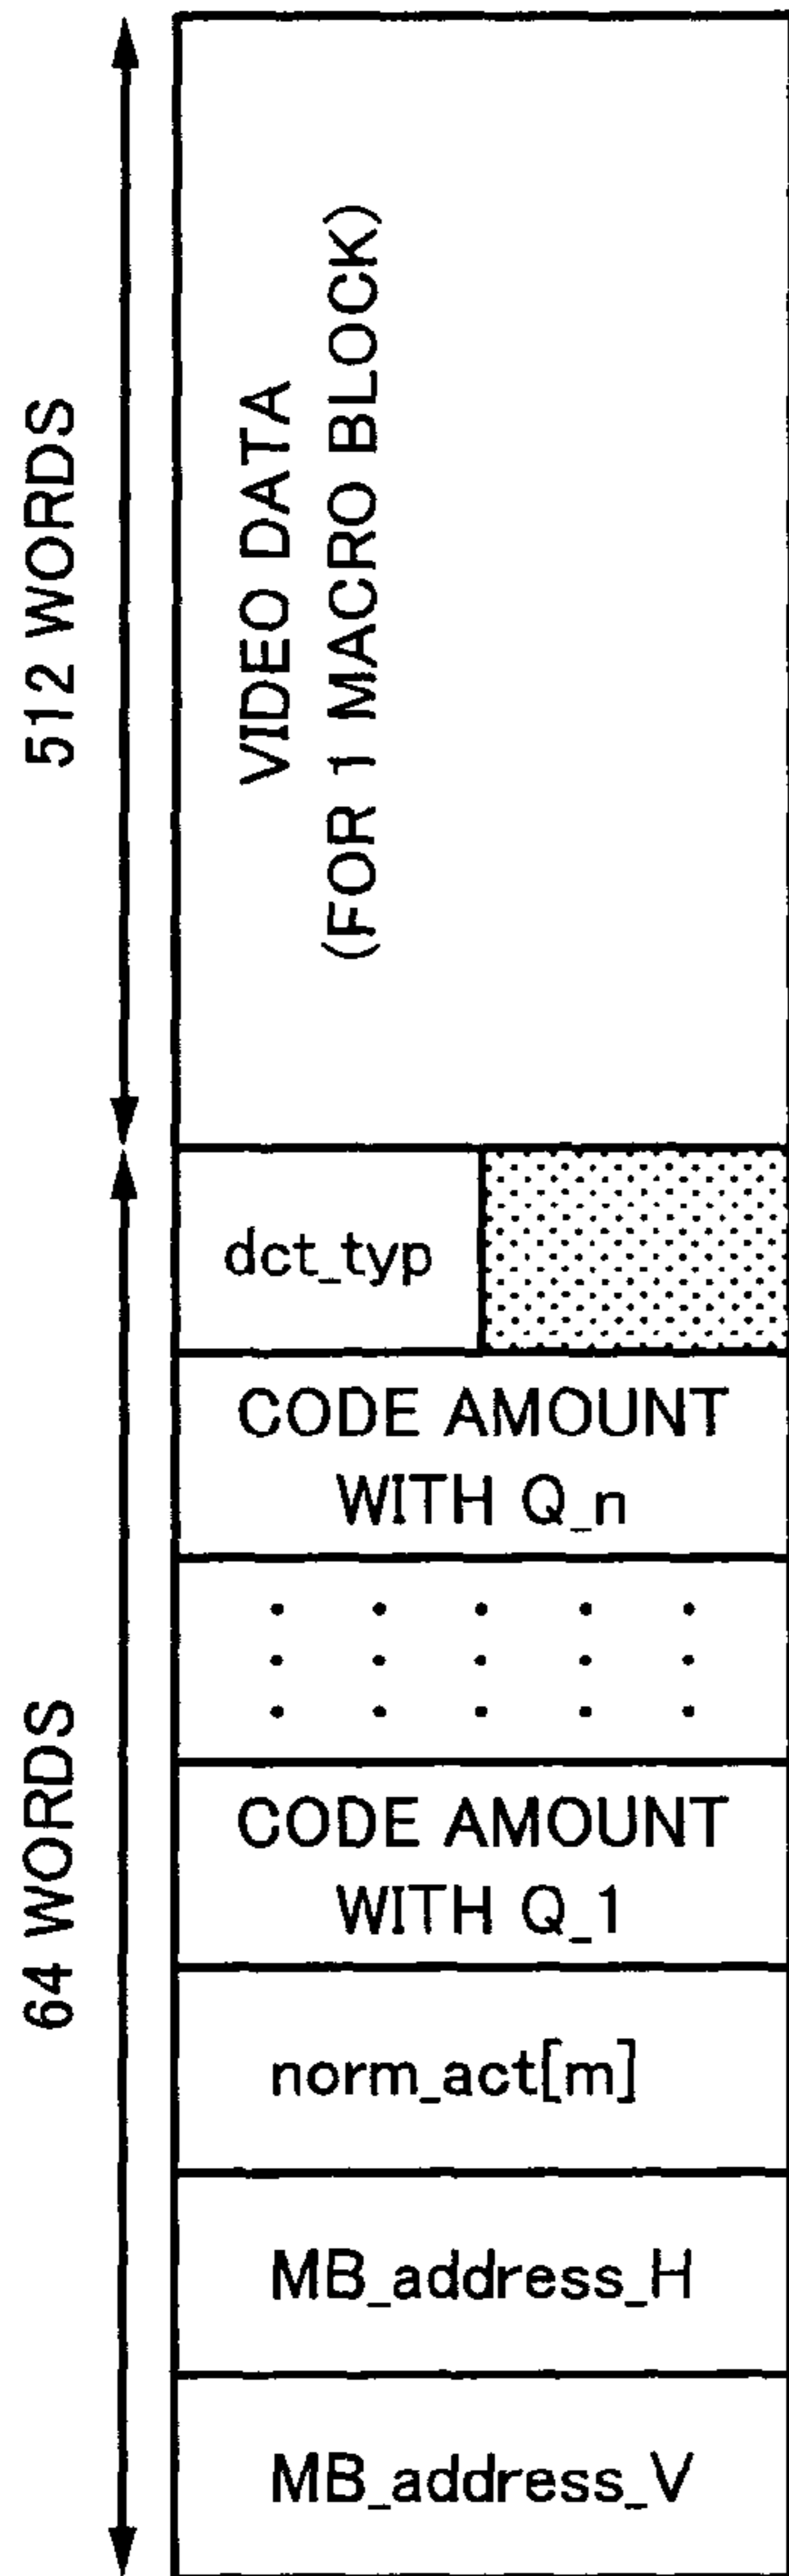 512 WORDS
VIDEO DATA
(FOR 1 MACRO BLOCK)
64 WORDS
dct_typ
CODE AMOUNT
WITH Q_n
CODE AMOUNT
WITH Q_1
norm_act[m]
MB_address_H
MB_address_V